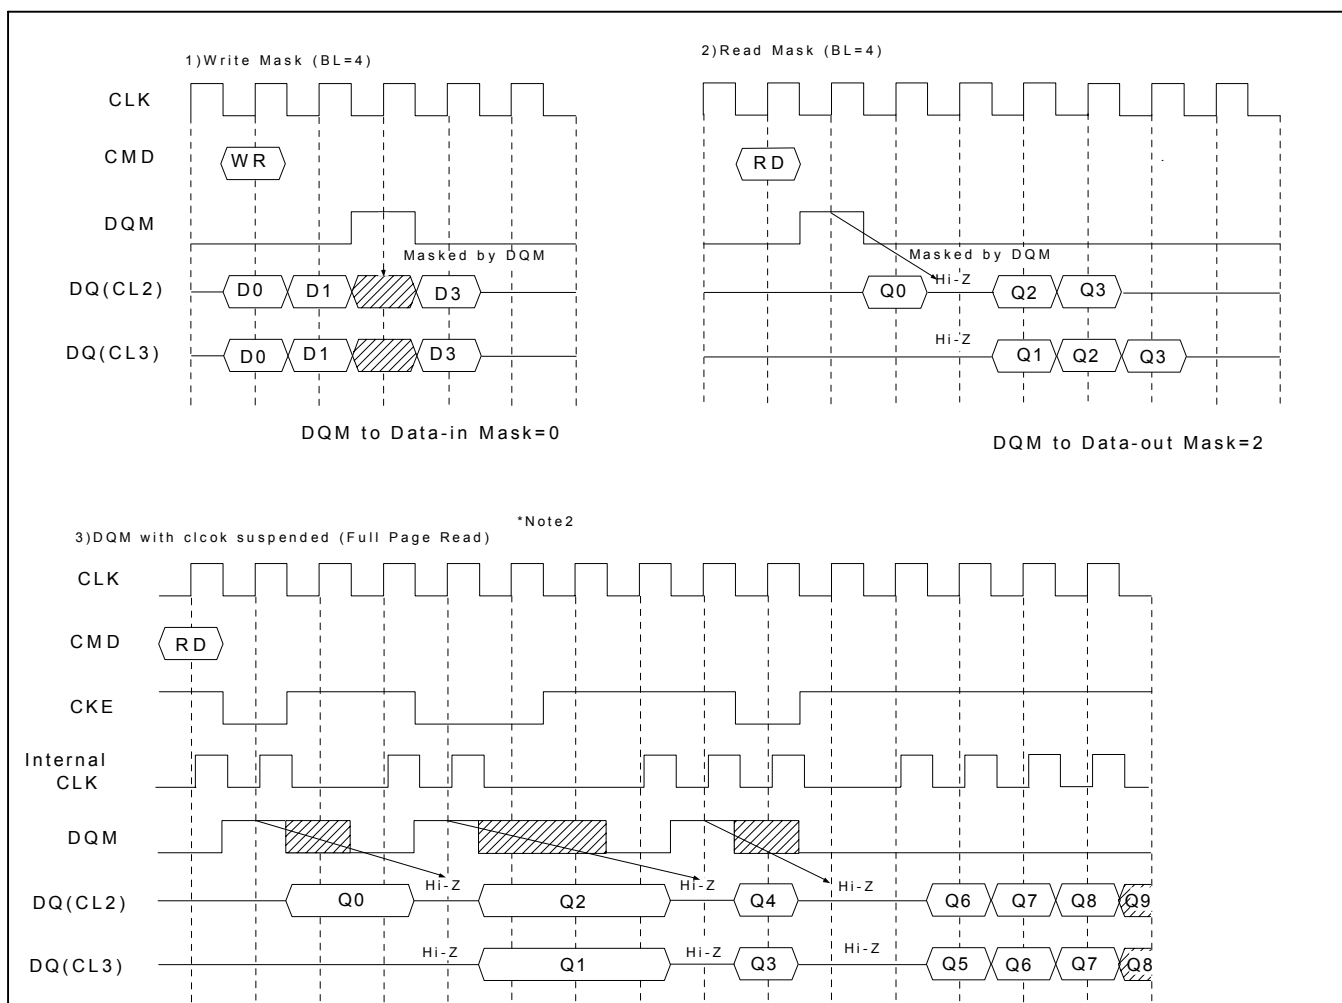 1)Write Mask (BL=4)
2)Read Mask (BL=4)
CLK
CMD
WR
RD
DQM
Masked by DQM
Masked by DQM
DQ(CL2)
D0
D1
D3
Q0
Hi-Z
Q2
Q3
DQ(CL3)
D0
D1
D3
Hi-Z
Q1
Q2
Q3
DQM to Data-in Mask=0
DQM to Data-out Mask=2
*Note2
3)DQM with clcok suspended (Full Page Read)
CLK
CMD
RD
CKE
Internal
CLK
DQM
Hi-Z
Hi-Z
Hi-Z
DQ(CL2)
Q0
Q2
Q4
Q6
Q7
Q8
Q9
Hi-Z
Hi-Z
Hi-Z
DQ(CL3)
Q1
Q3
Q5
Q6
Q7
Q8